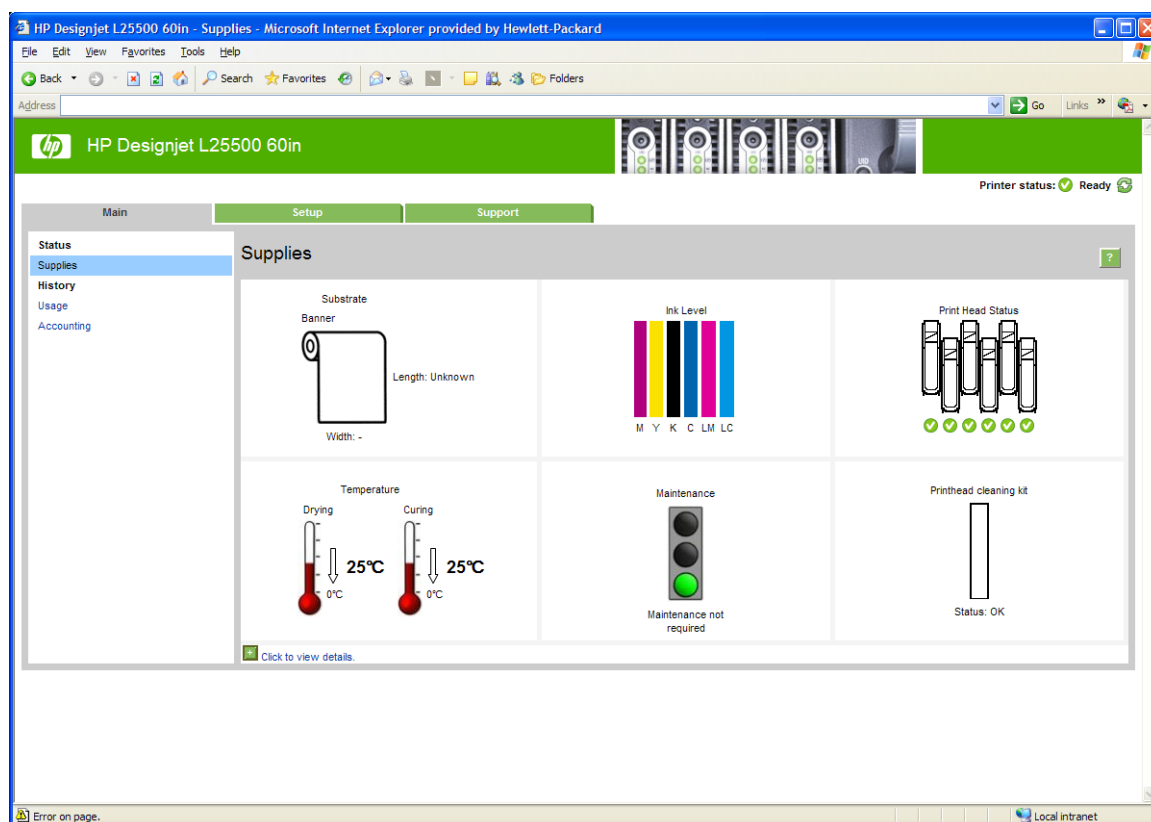 HP Designjet L25500 60in - Supplies - Microsoft Internet Explorer provided by Hewlett-Packard
File Edit View Favorites Tools Help
Back Search Favorites Folders
Address Go Links »
hp HP Designjet L25500 60in
UID
Printer status: Ready
Main Setup Support
Status
Supplies
History
Usage
Accounting
Supplies
?
Substrate
Banner
Length: Unknown
Width: -
Ink Level
M Y K C LM LC
Print Head Status
Temperature
Drying Curing
25°C 25°C
0°C 0°C
Maintenance
Maintenance not
required
Printhead cleaning kit
Status: OK
+ Click to view details.
Error on page. Local intranet